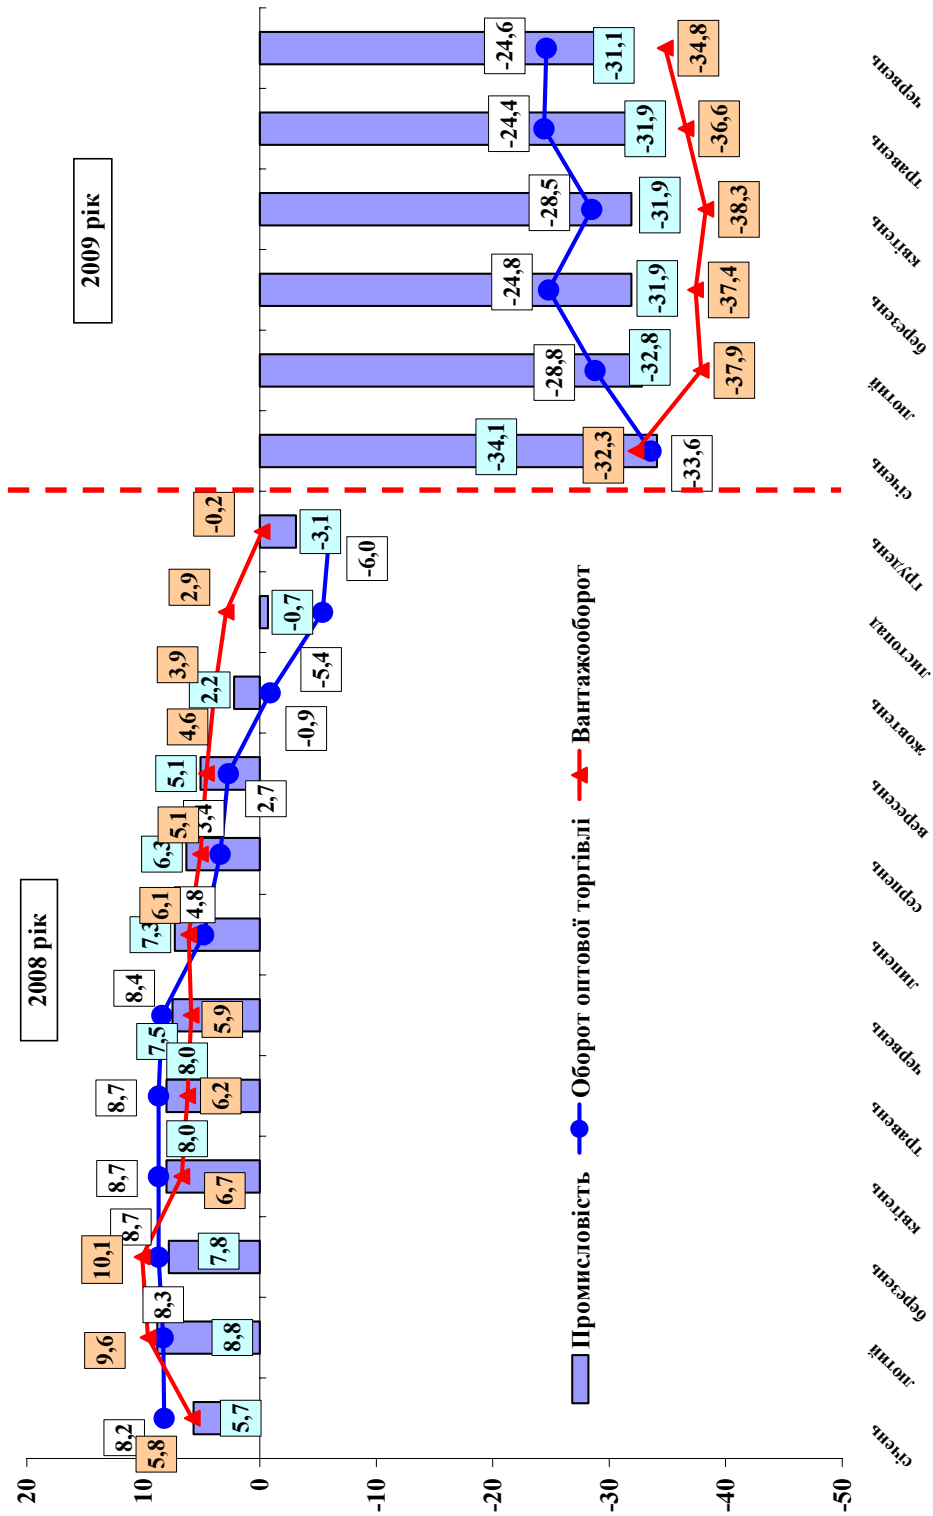 2008 рік
2009 рік
20
10
0
-10
-20
-30
-40
-50
8,2
5,8
5,7
9,6
8,3
8,8
10,1
8,7
7,8
8,7
8,0
6,7
8,7
8,0
6,2
8,4
7,5
5,9
7,3
6,1
4,8
6,3
5,1
3,4
5,1
4,6
2,7
3,9
2,2
-0,9
2,9
-0,7
-5,4
-0,2
-3,1
-6,0
-34,1
-32,3
-33,6
-28,8
-32,8
-37,9
-24,8
-31,9
-37,4
-28,5
-31,9
-38,3
-24,4
-31,9
-36,6
-24,6
-31,1
-34,8
Промисловість Оборот оптової торгівлі Вантажооборот
січень
лютий
березень
квітень
травень
червень
липень
серпень
вересень
жовтень
листопад
грудень
січень
лютий
березень
квітень
травень
червень